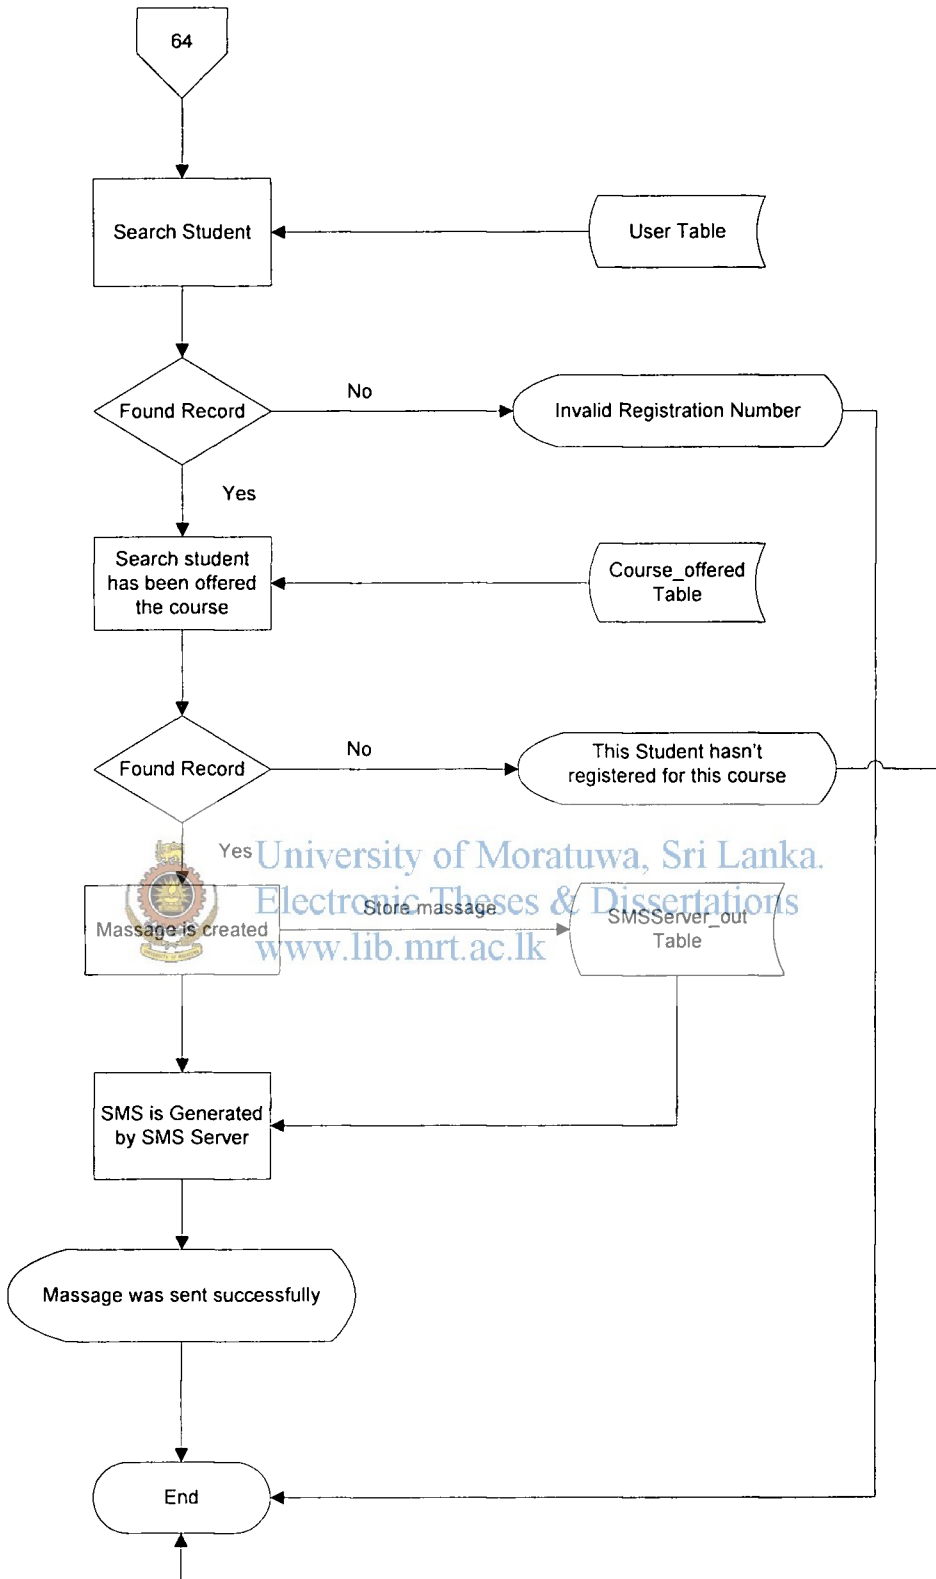 64
Search Student
User Table
Found Record
No
Invalid Registration Number
Yes
Search student
has been offered
the course
Course_offered
Table
Found Record
No
This Student hasn't
registered for this course
Yes
University of Moratuwa, Sri Lanka.
Electronic Theses & Dissertations
www.lib.mrt.ac.lk
Massage is created
Store massage
SMSServer_out
Table
SMS is Generated
by SMS Server
Massage was sent successfully
End